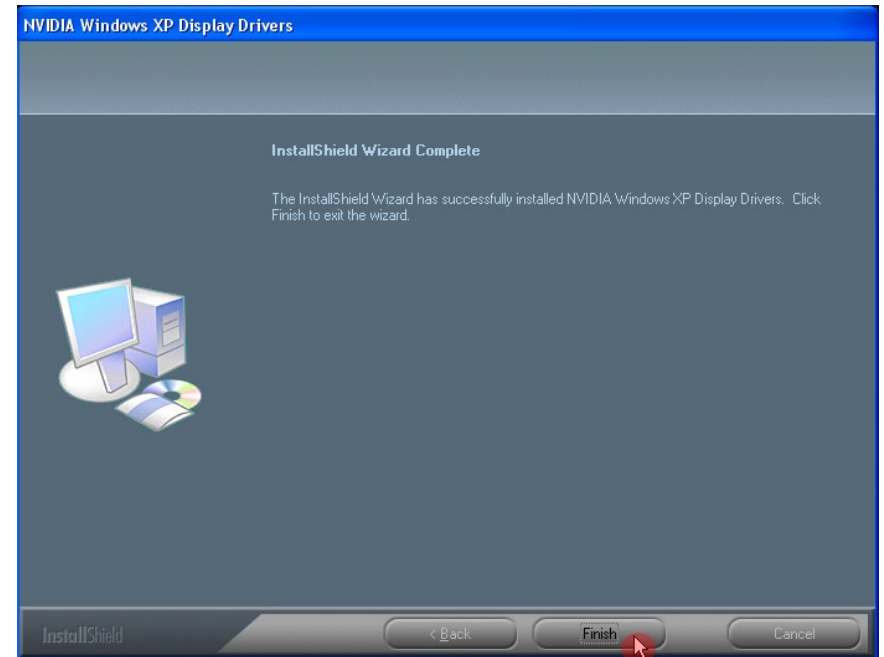 NVIDIA Windows XP Display Drivers
InstallShield Wizard Complete
The InstallShield Wizard has successfully installed NVIDIA Windows XP Display Drivers. Click
Finish to exit the wizard.
InstallShield
< Back
Finish
Cancel